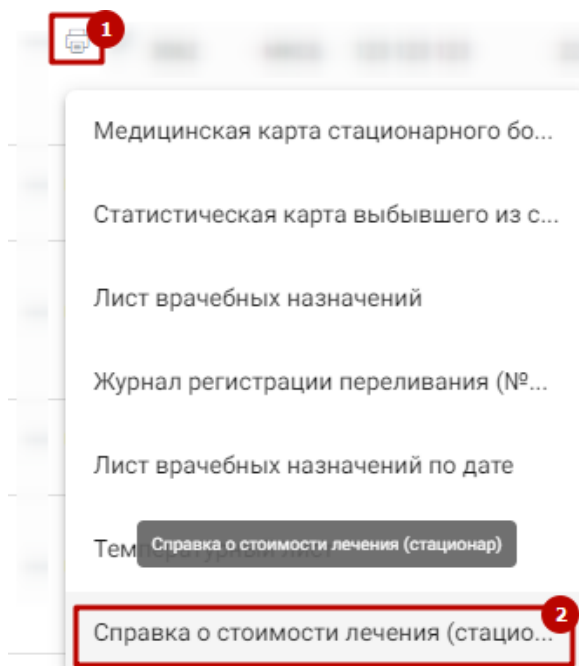 1
Медицинская карта стационарного бо...
Статистическая карта выбывшего из с...
Лист врачебных назначений
Журнал регистрации переливания (№...
Лист врачебных назначений по дате
Справка о стоимости лечения (стационар)
2
Справка о стоимости лечения (стацио...